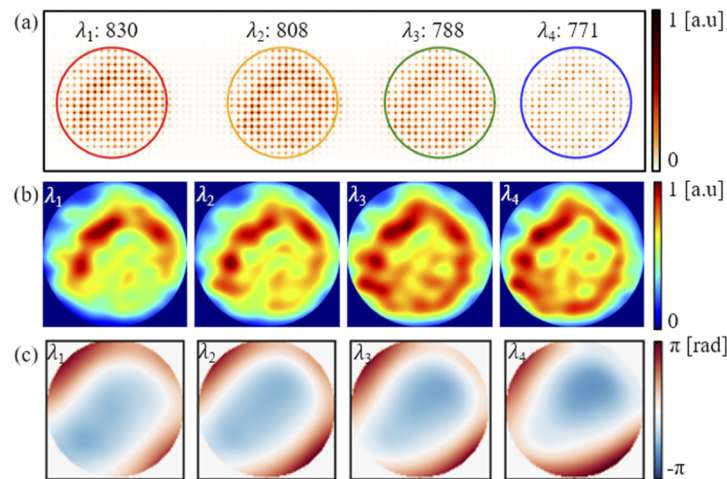 (a) λ₁: 830 λ₂: 808 λ₃: 788 λ₄: 771 1 [a.u]
0
(b) λ₁ λ₂ λ₃ λ₄ 1 [a.u]
0
(c) λ₁ λ₂ λ₃ λ₄ π [rad]
-π